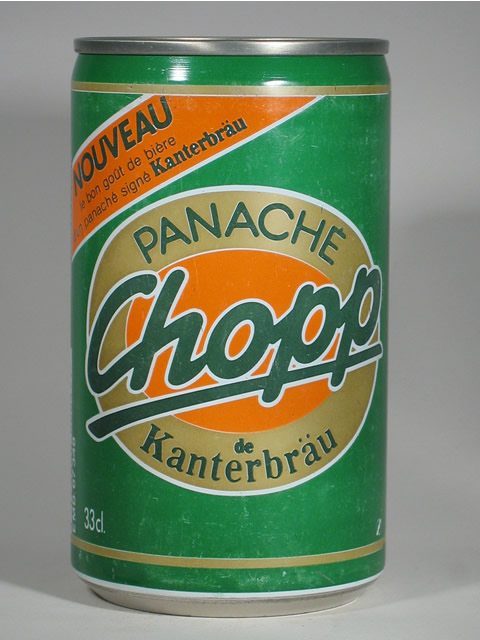 NOUVEAU
le bon goût de bière
un panaché signé Kanterbräu
PANACHÉ
Chopp
de
Kanterbräu
33cl.
Z